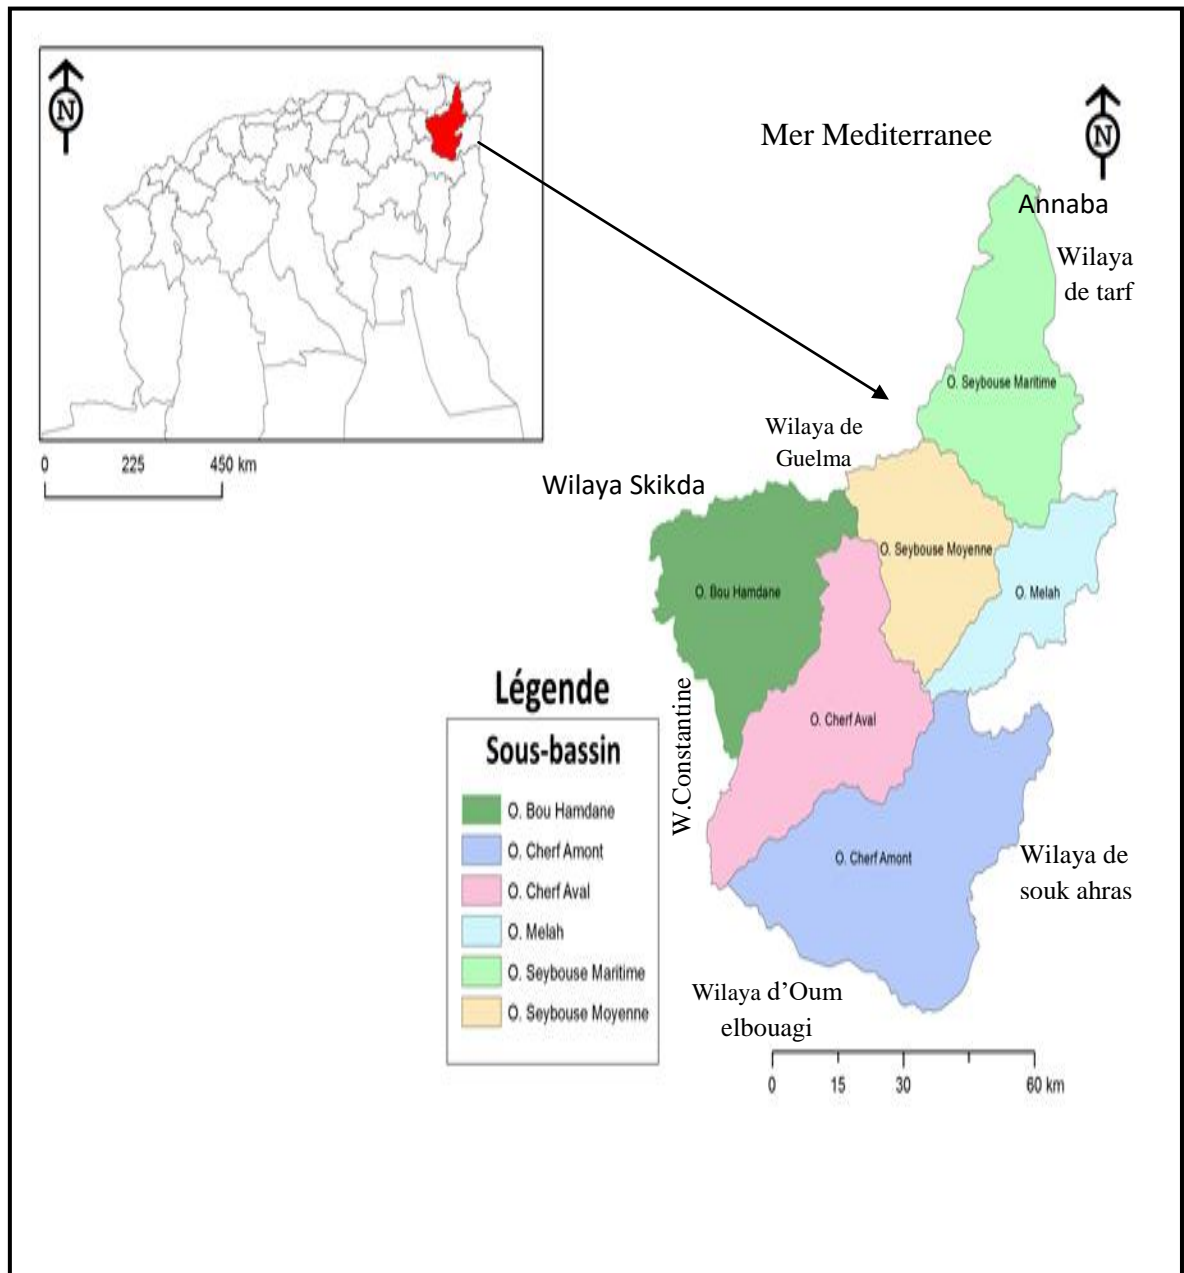 N
0 225 450 km
N
Mer Mediterranee
Annaba
Wilaya
de tarf
O. Seybouse Maritime
Wilaya de
Guelma
Wilaya Skikda
O. Seybouse Moyenne
O. Bou Hamdane
O. Melah
W.Constantine
O. Cherf Aval
O. Cherf Amont
Wilaya de
souk ahras
Wilaya d’Oum
elbouagi
0 15 30 60 km
Légende
Sous-bassin
O. Bou Hamdane
O. Cherf Amont
O. Cherf Aval
O. Melah
O. Seybouse Maritime
O. Seybouse Moyenne